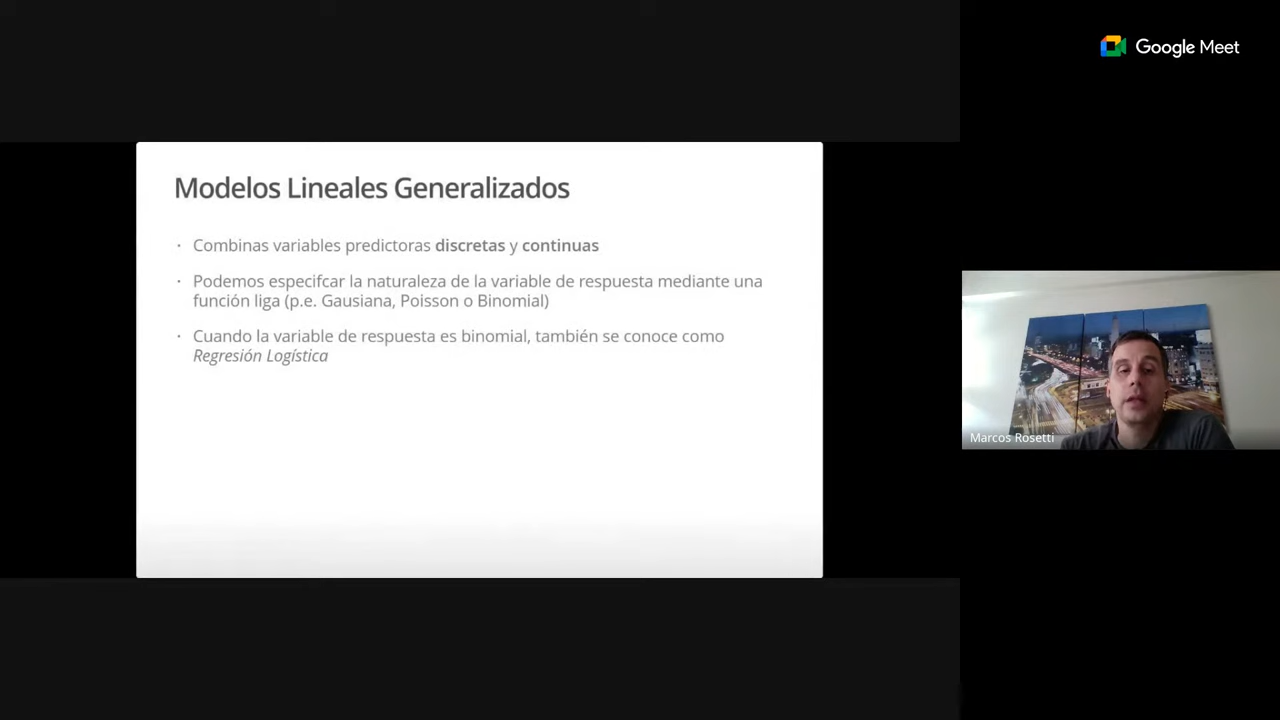 Google Meet
Modelos Lineales Generalizados
· Combinas variables predictoras discretas y continuas
· Podemos especifcar la naturaleza de la variable de respuesta mediante una
función liga (p.e. Gausiana, Poisson o Binomial)
· Cuando la variable de respuesta es binomial, también se conoce como
Regresión Logística
Marcos Rosetti